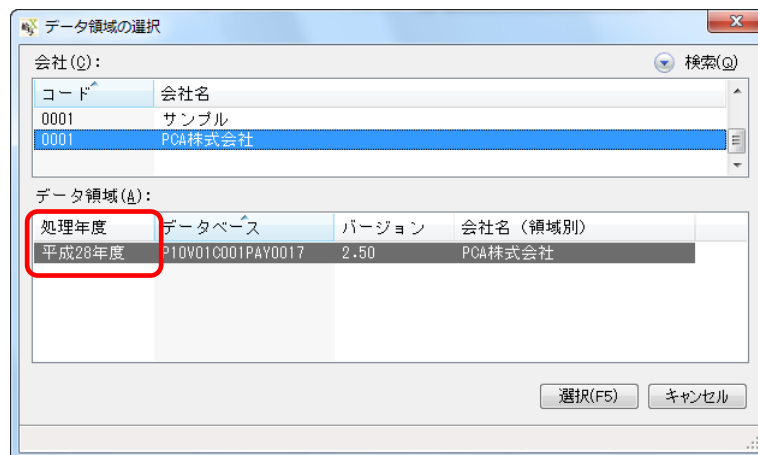 データ領域の選択
会社(C):
検索(Q)
コード 会社名
0001 サンプル
0001 PCA株式会社
データ領域(A):
処理年度 データベース バージョン 会社名（領域別）
平成28年度 P10V01C001PAY0017 2.50 PCA株式会社
選択(F5) キャンセル